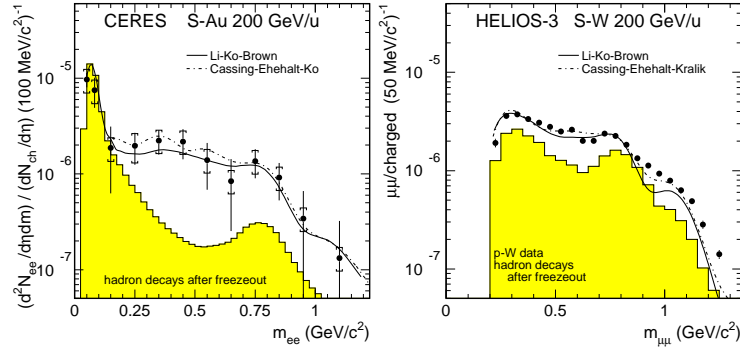 CERES S-Au 200 GeV/u
(d²Nₑₑ/dηdm) / (dN_ch/dη) (100 MeV/c²)⁻¹
10⁻⁵
10⁻⁶
10⁻⁷
Li-Ko-Brown
Cassing-Ehehalt-Ko
hadron decays after freezeout
0 0.25 0.5 0.75 1
mₑₑ (GeV/c²)
HELIOS-3 S-W 200 GeV/u
μμ/charged (50 MeV/c²)⁻¹
10⁻⁵
10⁻⁶
10⁻⁷
Li-Ko-Brown
Cassing-Ehehalt-Kralik
p-W data
hadron decays
after freezeout
0 0.5 1
m_μμ (GeV/c²)